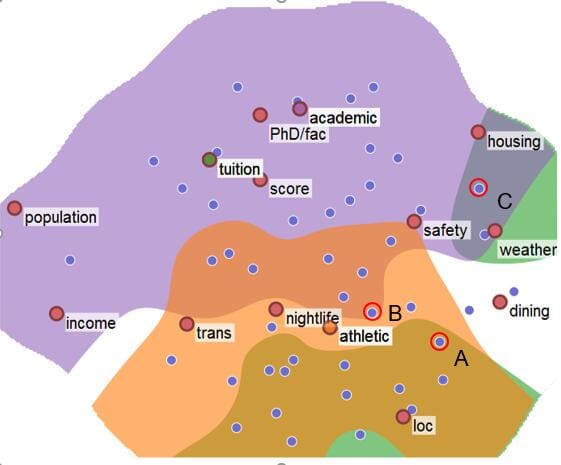 academic
PhD/fac
housing
tuition
score
C
population
safety
weather
dining
income
nightlife
B
trans
athletic
A
loc